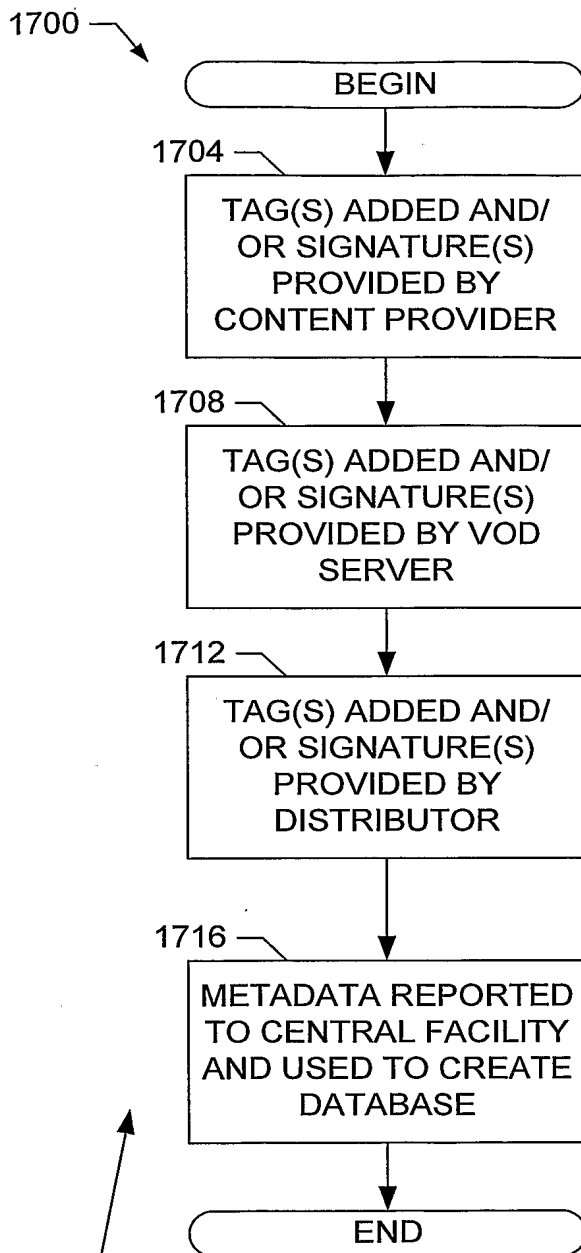 1700
BEGIN
1704
TAG(S) ADDED AND/
OR SIGNATURE(S)
PROVIDED BY
CONTENT PROVIDER
1708
TAG(S) ADDED AND/
OR SIGNATURE(S)
PROVIDED BY VOD
SERVER
1712
TAG(S) ADDED AND/
OR SIGNATURE(S)
PROVIDED BY
DISTRIBUTOR
1716
METADATA REPORTED
TO CENTRAL FACILITY
AND USED TO CREATE
DATABASE
END